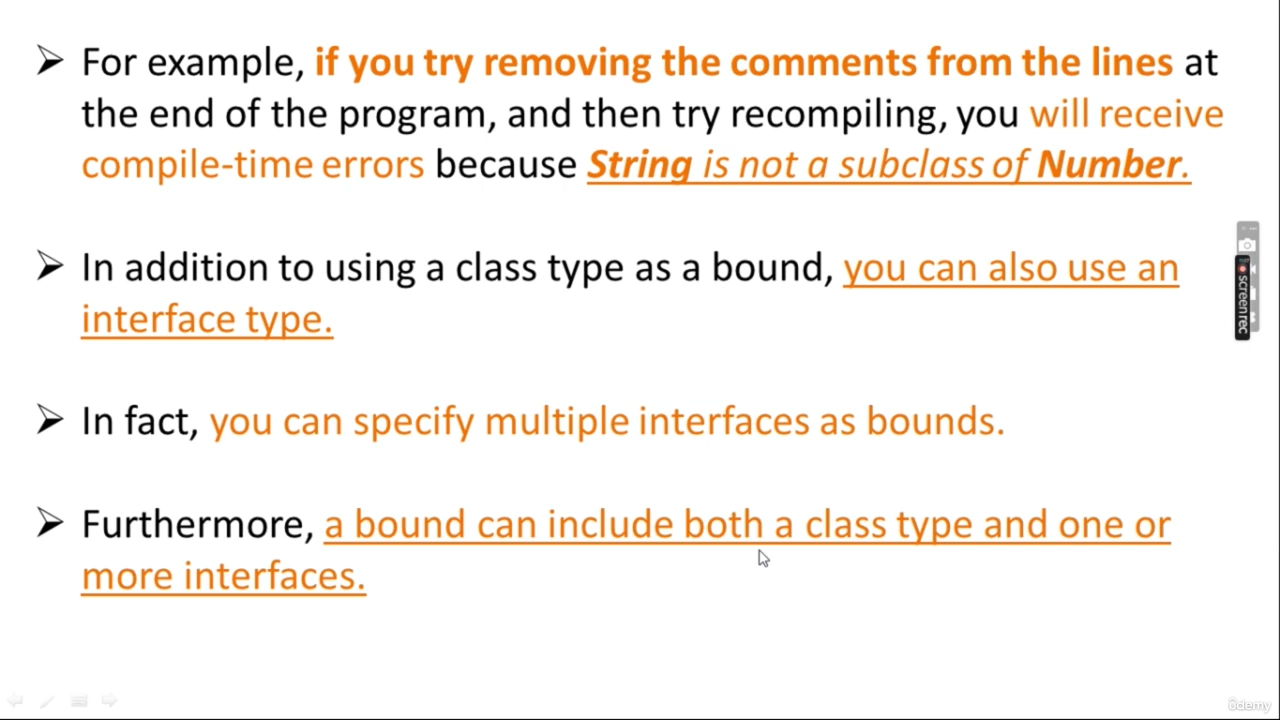 For example, if you try removing the comments from the lines at
the end of the program, and then try recompiling, you will receive
compile-time errors because String is not a subclass of Number.
In addition to using a class type as a bound, you can also use an
interface type.
In fact, you can specify multiple interfaces as bounds.
Furthermore, a bound can include both a class type and one or
more interfaces.
screenrec
ûdemy